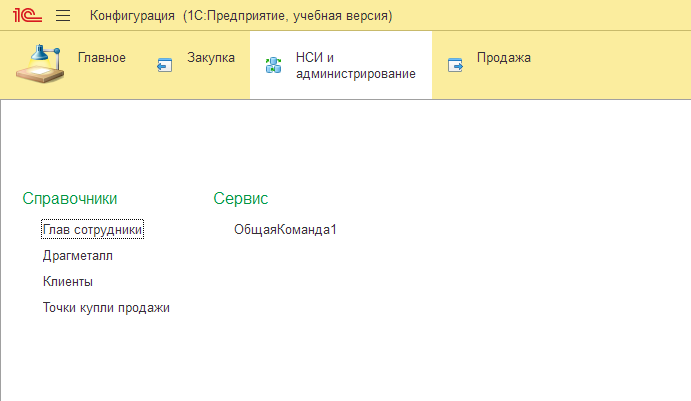 1С Конфигурация (1С:Предприятие, учебная версия)
Главное
Закупка
НСИ и
администрирование
Продажа
Справочники
Глав сотрудники
Драгметалл
Клиенты
Точки купли продажи
Сервис
ОбщаяКоманда1